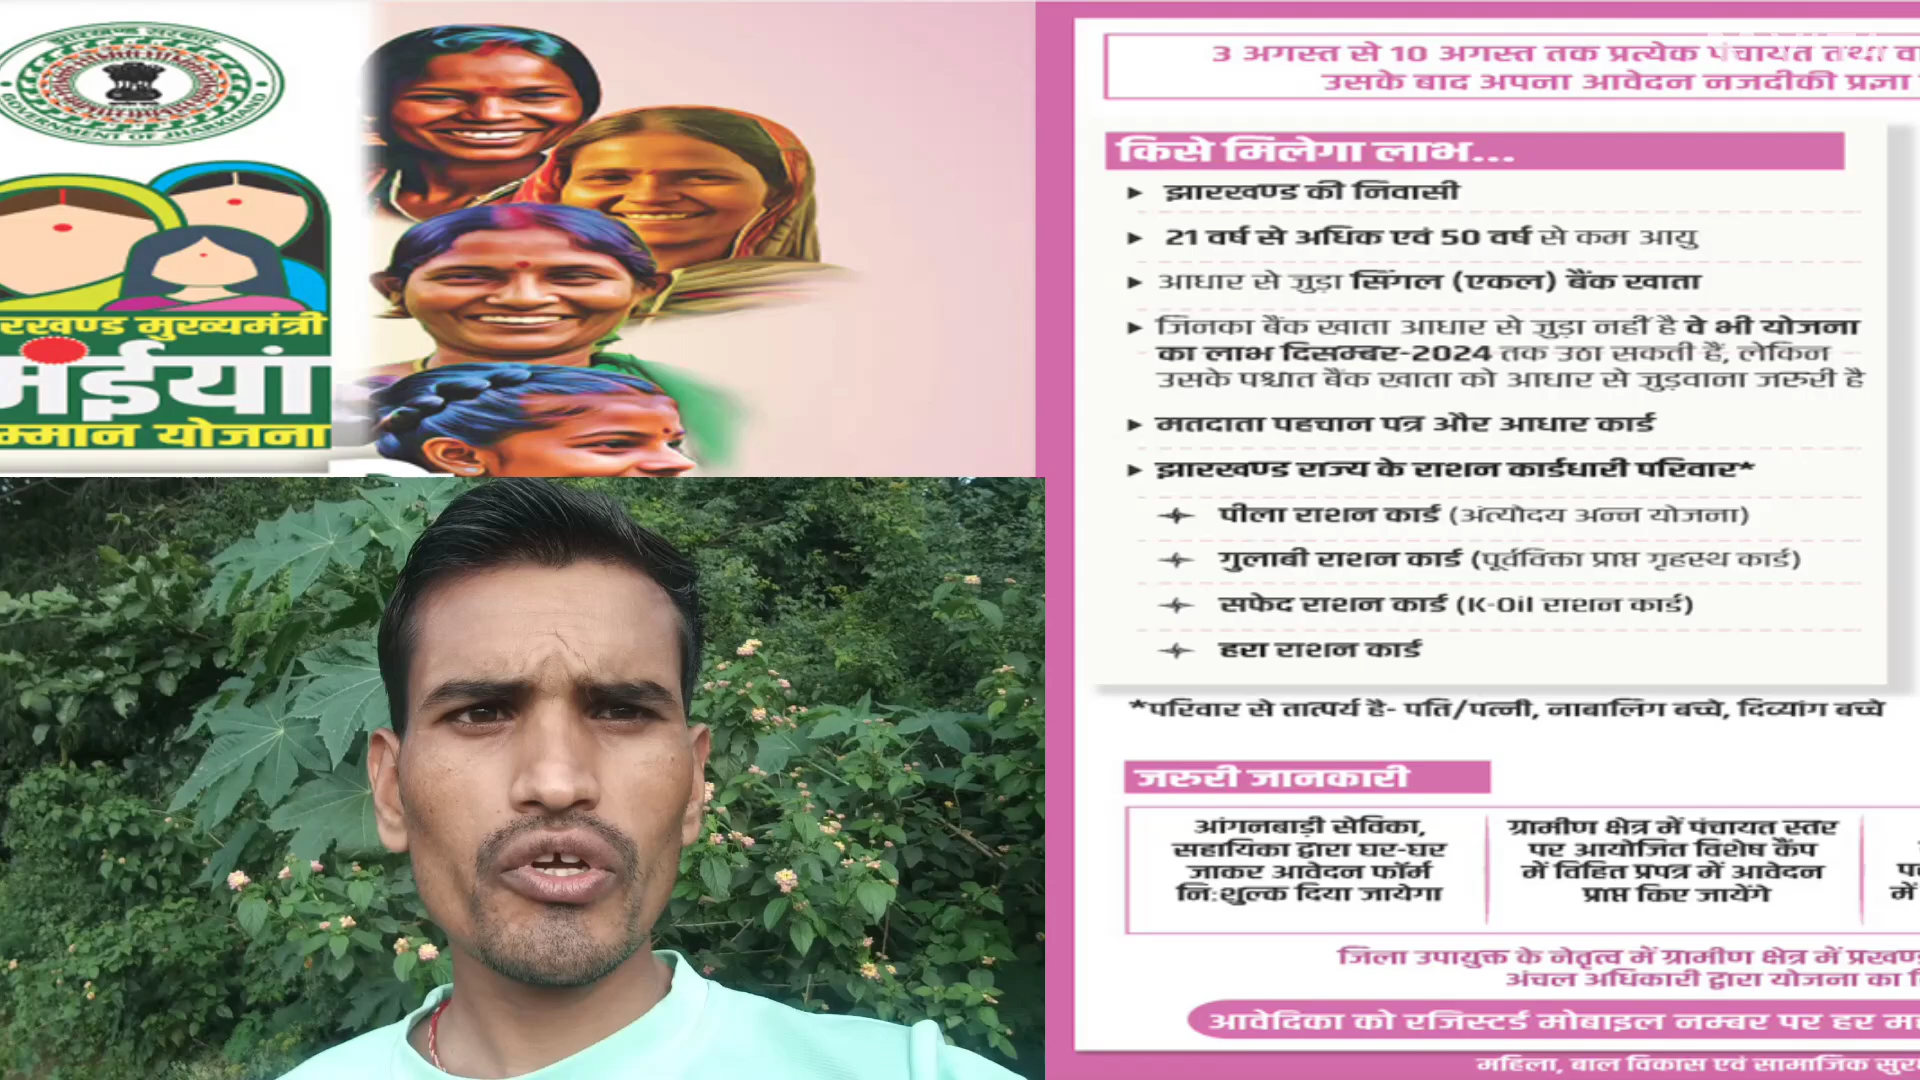 झारखण्ड सरकार
GOVERNMENT OF JHARKHAND
रखण्ड मुख्यमंत्री
मंईयां
म्मान योजना
3 अगस्त से 10 अगस्त तक प्रत्येक पंचायत तथा
उसके बाद अपना आवेदन नजदीकी प्रज्ञा
किसे मिलेगा लाभ...
झारखण्ड की निवासी
21 वर्ष से अधिक एवं 50 वर्ष से कम आयु
आधार से जुड़ा सिंगल (एकल) बैंक खाता
जिनका बैंक खाता आधार से जुड़ा नहीं है वे भी योजना
का लाभ दिसम्बर-2024 तक उठा सकती हैं, लेकिन
उसके पश्चात बैंक खाता को आधार से जुड़वाना जरुरी है
मतदाता पहचान पत्र और आधार कार्ड
झारखण्ड राज्य के राशन कार्डधारी परिवार*
पीला राशन कार्ड (अंत्योदय अन्न योजना)
गुलाबी राशन कार्ड (पूर्वविक्ता प्राप्त गृहस्थ कार्ड)
सफेद राशन कार्ड (K-Oil राशन कार्ड)
हरा राशन कार्ड
*परिवार से तात्पर्य है- पति/पत्नी, नाबालिग बच्चे, दिव्यांग बच्चे
जरुरी जानकारी
आंगनबाड़ी सेविका,
सहायिका द्वारा घर-घर
जाकर आवेदन फॉर्म
नि:शुल्क दिया जायेगा
ग्रामीण क्षेत्र में पंचायत स्तर
पर आयोजित विशेष कैंप
में विहित प्रपत्र में आवेदन
प्राप्त किए जायेंगे
में
जिला उपायुक्त के नेतृत्व में ग्रामीण क्षेत्र में प्रखण्ड
अंचल अधिकारी द्वारा योजना का
आवेदिका को रजिस्टर्ड मोबाइल नम्बर पर हर
महिला, बाल विकास एवं सामाजिक